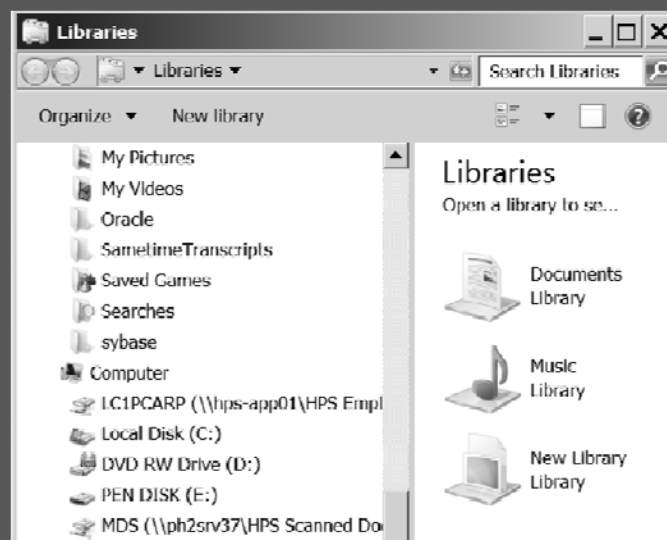 Libraries
Libraries
Search Libraries
Organize
New library
My Pictures
My Videos
Oracle
SametimeTranscripts
Saved Games
Searches
sybase
Computer
LC1PCARP (\\hps-app01\HPS Empl
Local Disk (C:)
DVD RW Drive (D:)
PEN DISK (E:)
MDS (\\ph2srv37\HPS Scanned Do
Libraries
Open a library to se...
Documents
Library
Music
Library
New Library
Library